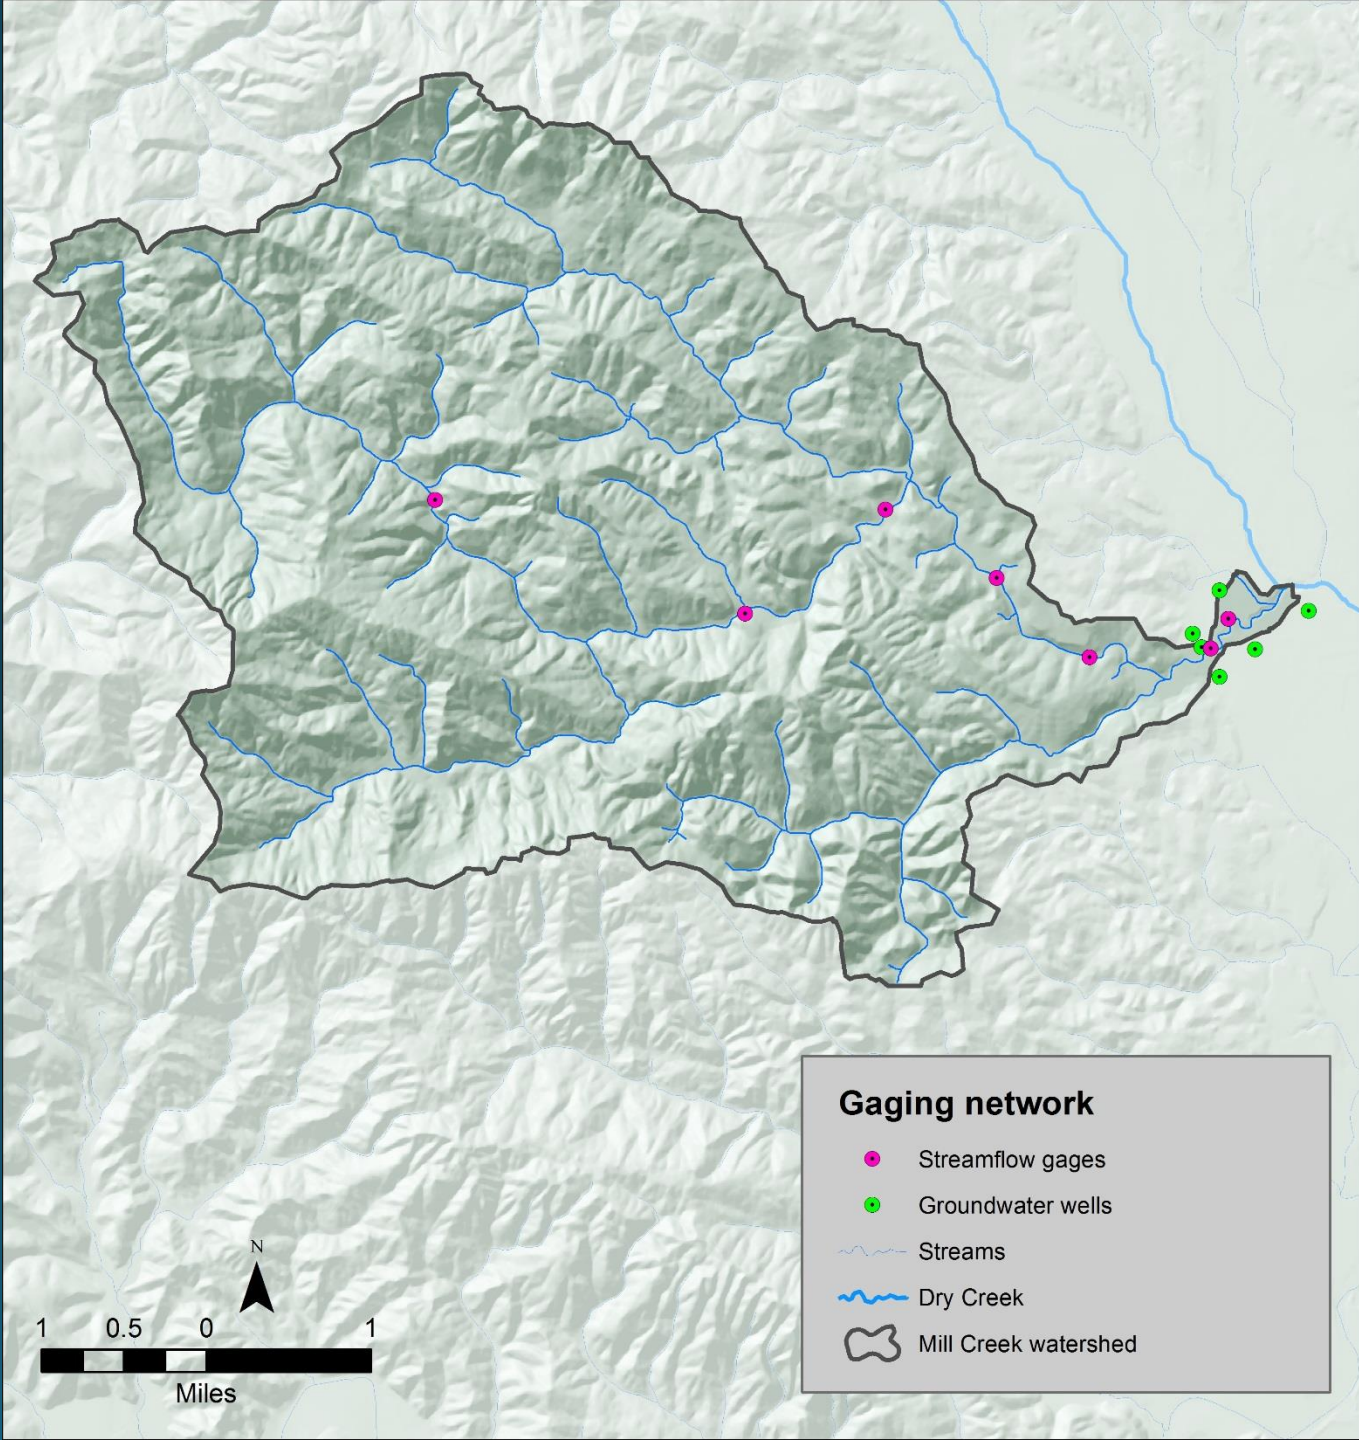 Gaging network
Streamflow gages
Groundwater wells
Streams
Dry Creek
Mill Creek watershed
N
1 0.5 0 1
Miles